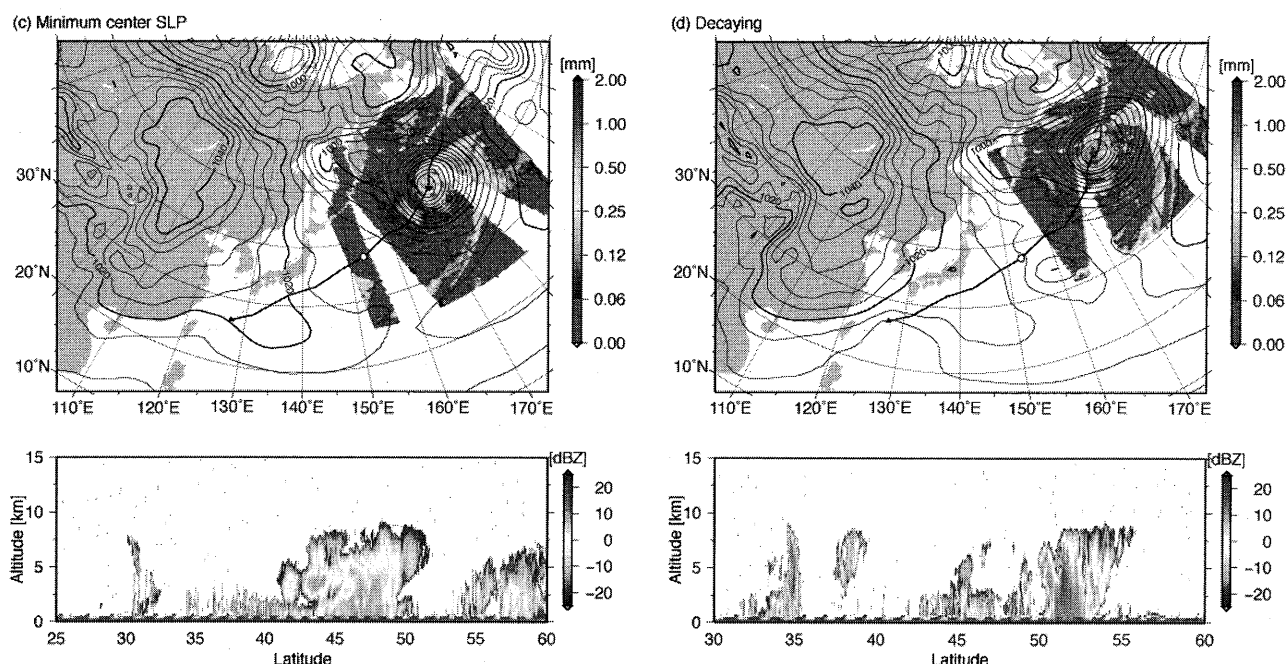 (c) Minimum center SLP
(d) Decaying
[mm]
2.00
1.00
0.50
0.25
0.12
0.06
0.00
30°N
20°N
10°N
110°E 120°E 130°E 140°E 150°E 160°E 170°E
1040
1020
1020
1000
1000
[mm]
2.00
1.00
0.50
0.25
0.12
0.06
0.00
30°N
20°N
10°N
110°E 120°E 130°E 140°E 150°E 160°E 170°E
1040
1020
1020
1000
[dBZ]
20
10
0
−10
−20
Altitude [km]
15
10
5
0
25 30 35 40 45 50 55 60
Latitude
[dBZ]
20
10
0
−10
−20
Altitude [km]
15
10
5
0
30 35 40 45 50 55 60
Latitude